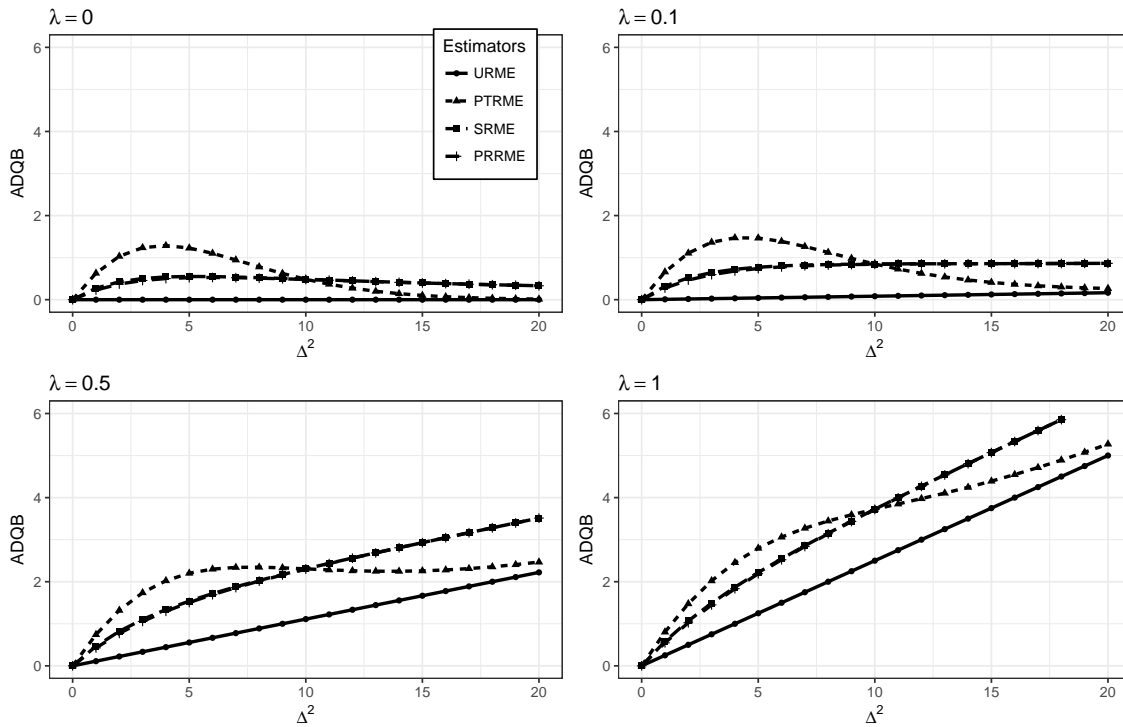 λ = 0
6
4
2
0
ADQB
0 5 10 15 20
Δ²
Estimators
URME
PTRME
SRME
PRRME
λ = 0.1
6
4
2
0
ADQB
0 5 10 15 20
Δ²
λ = 0.5
6
4
2
0
ADQB
0 5 10 15 20
Δ²
λ = 1
6
4
2
0
ADQB
0 5 10 15 20
Δ²